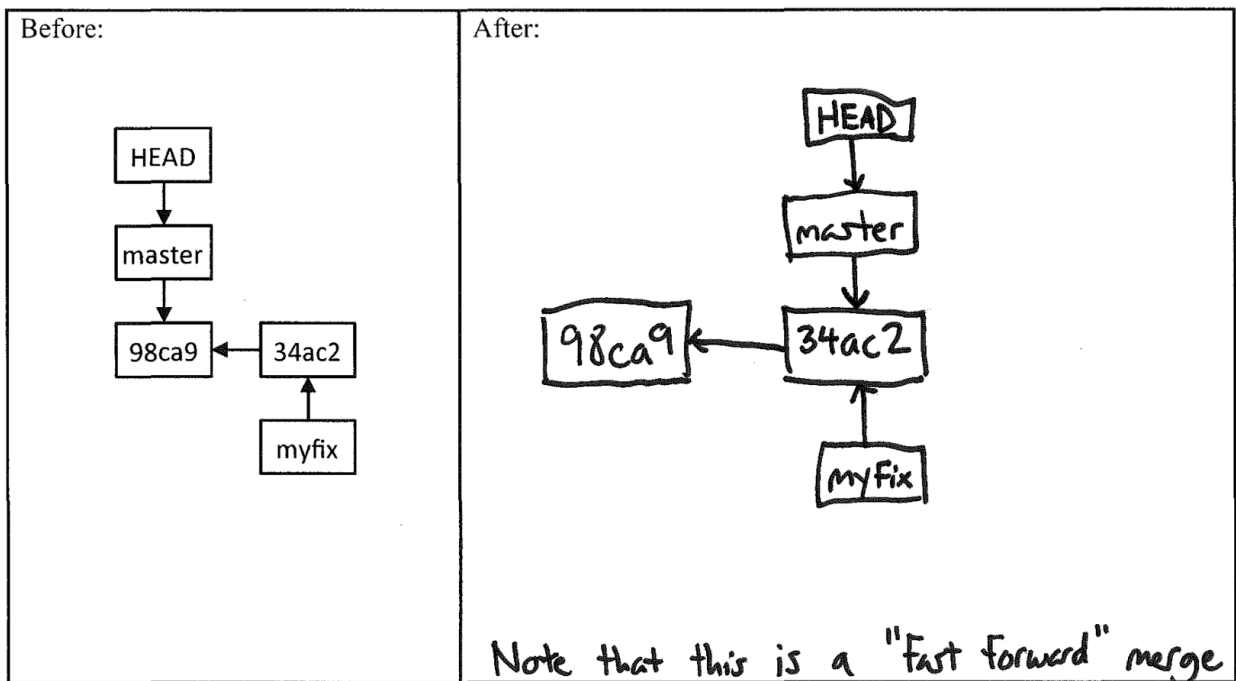 Before:
HEAD
master
98ca9
34ac2
myfix
After:
HEAD
master
98ca9
34ac2
myfix
Note that this is a "fast forward" merge